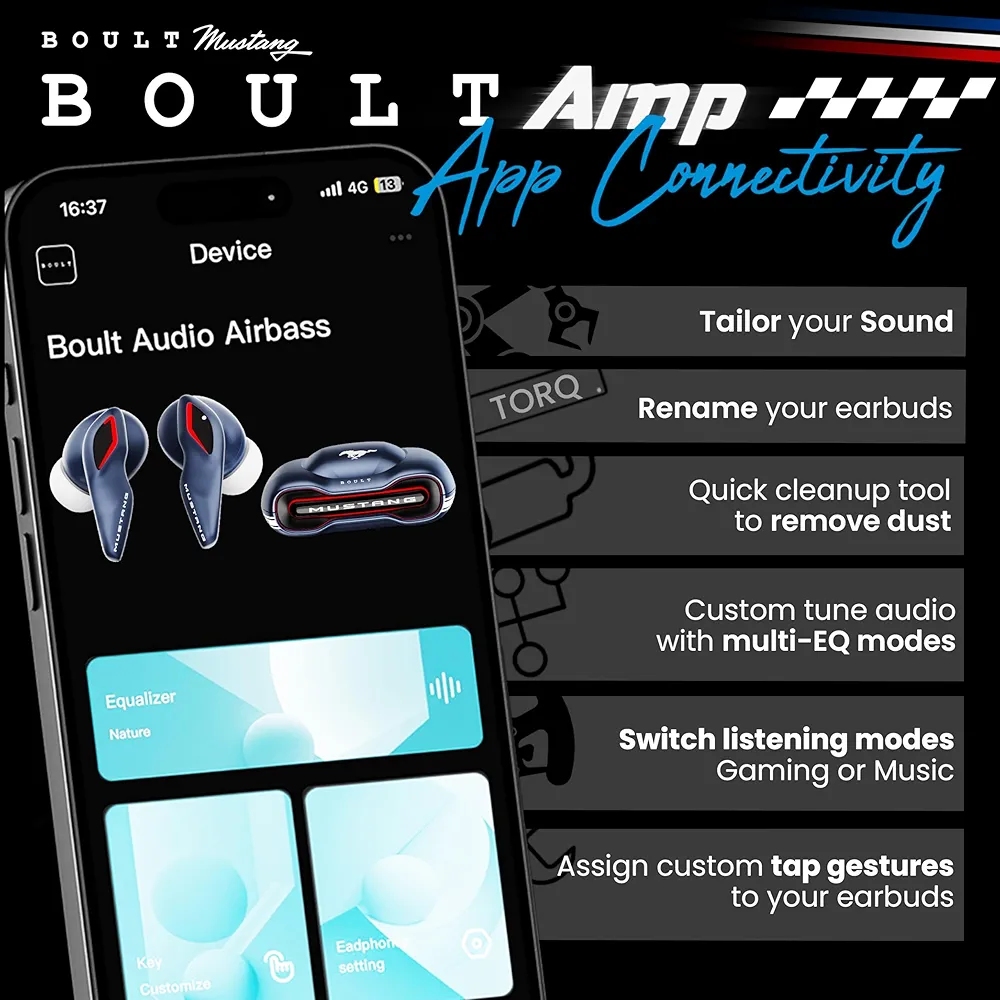 BOULT Mustang
BOULT Amp
App Connectivity
16:37
4G 13
BOULT
Device
Boult Audio Airbass
MUSTANG
MUSTANG
BOULT
MUSTANG
Equalizer
Nature
Key
Customize
Eadphon
setting
Tailor your Sound
TORQ
Rename your earbuds
Quick cleanup tool
to remove dust
Custom tune audio
with multi-EQ modes
Switch listening modes
Gaming or Music
Assign custom tap gestures
to your earbuds